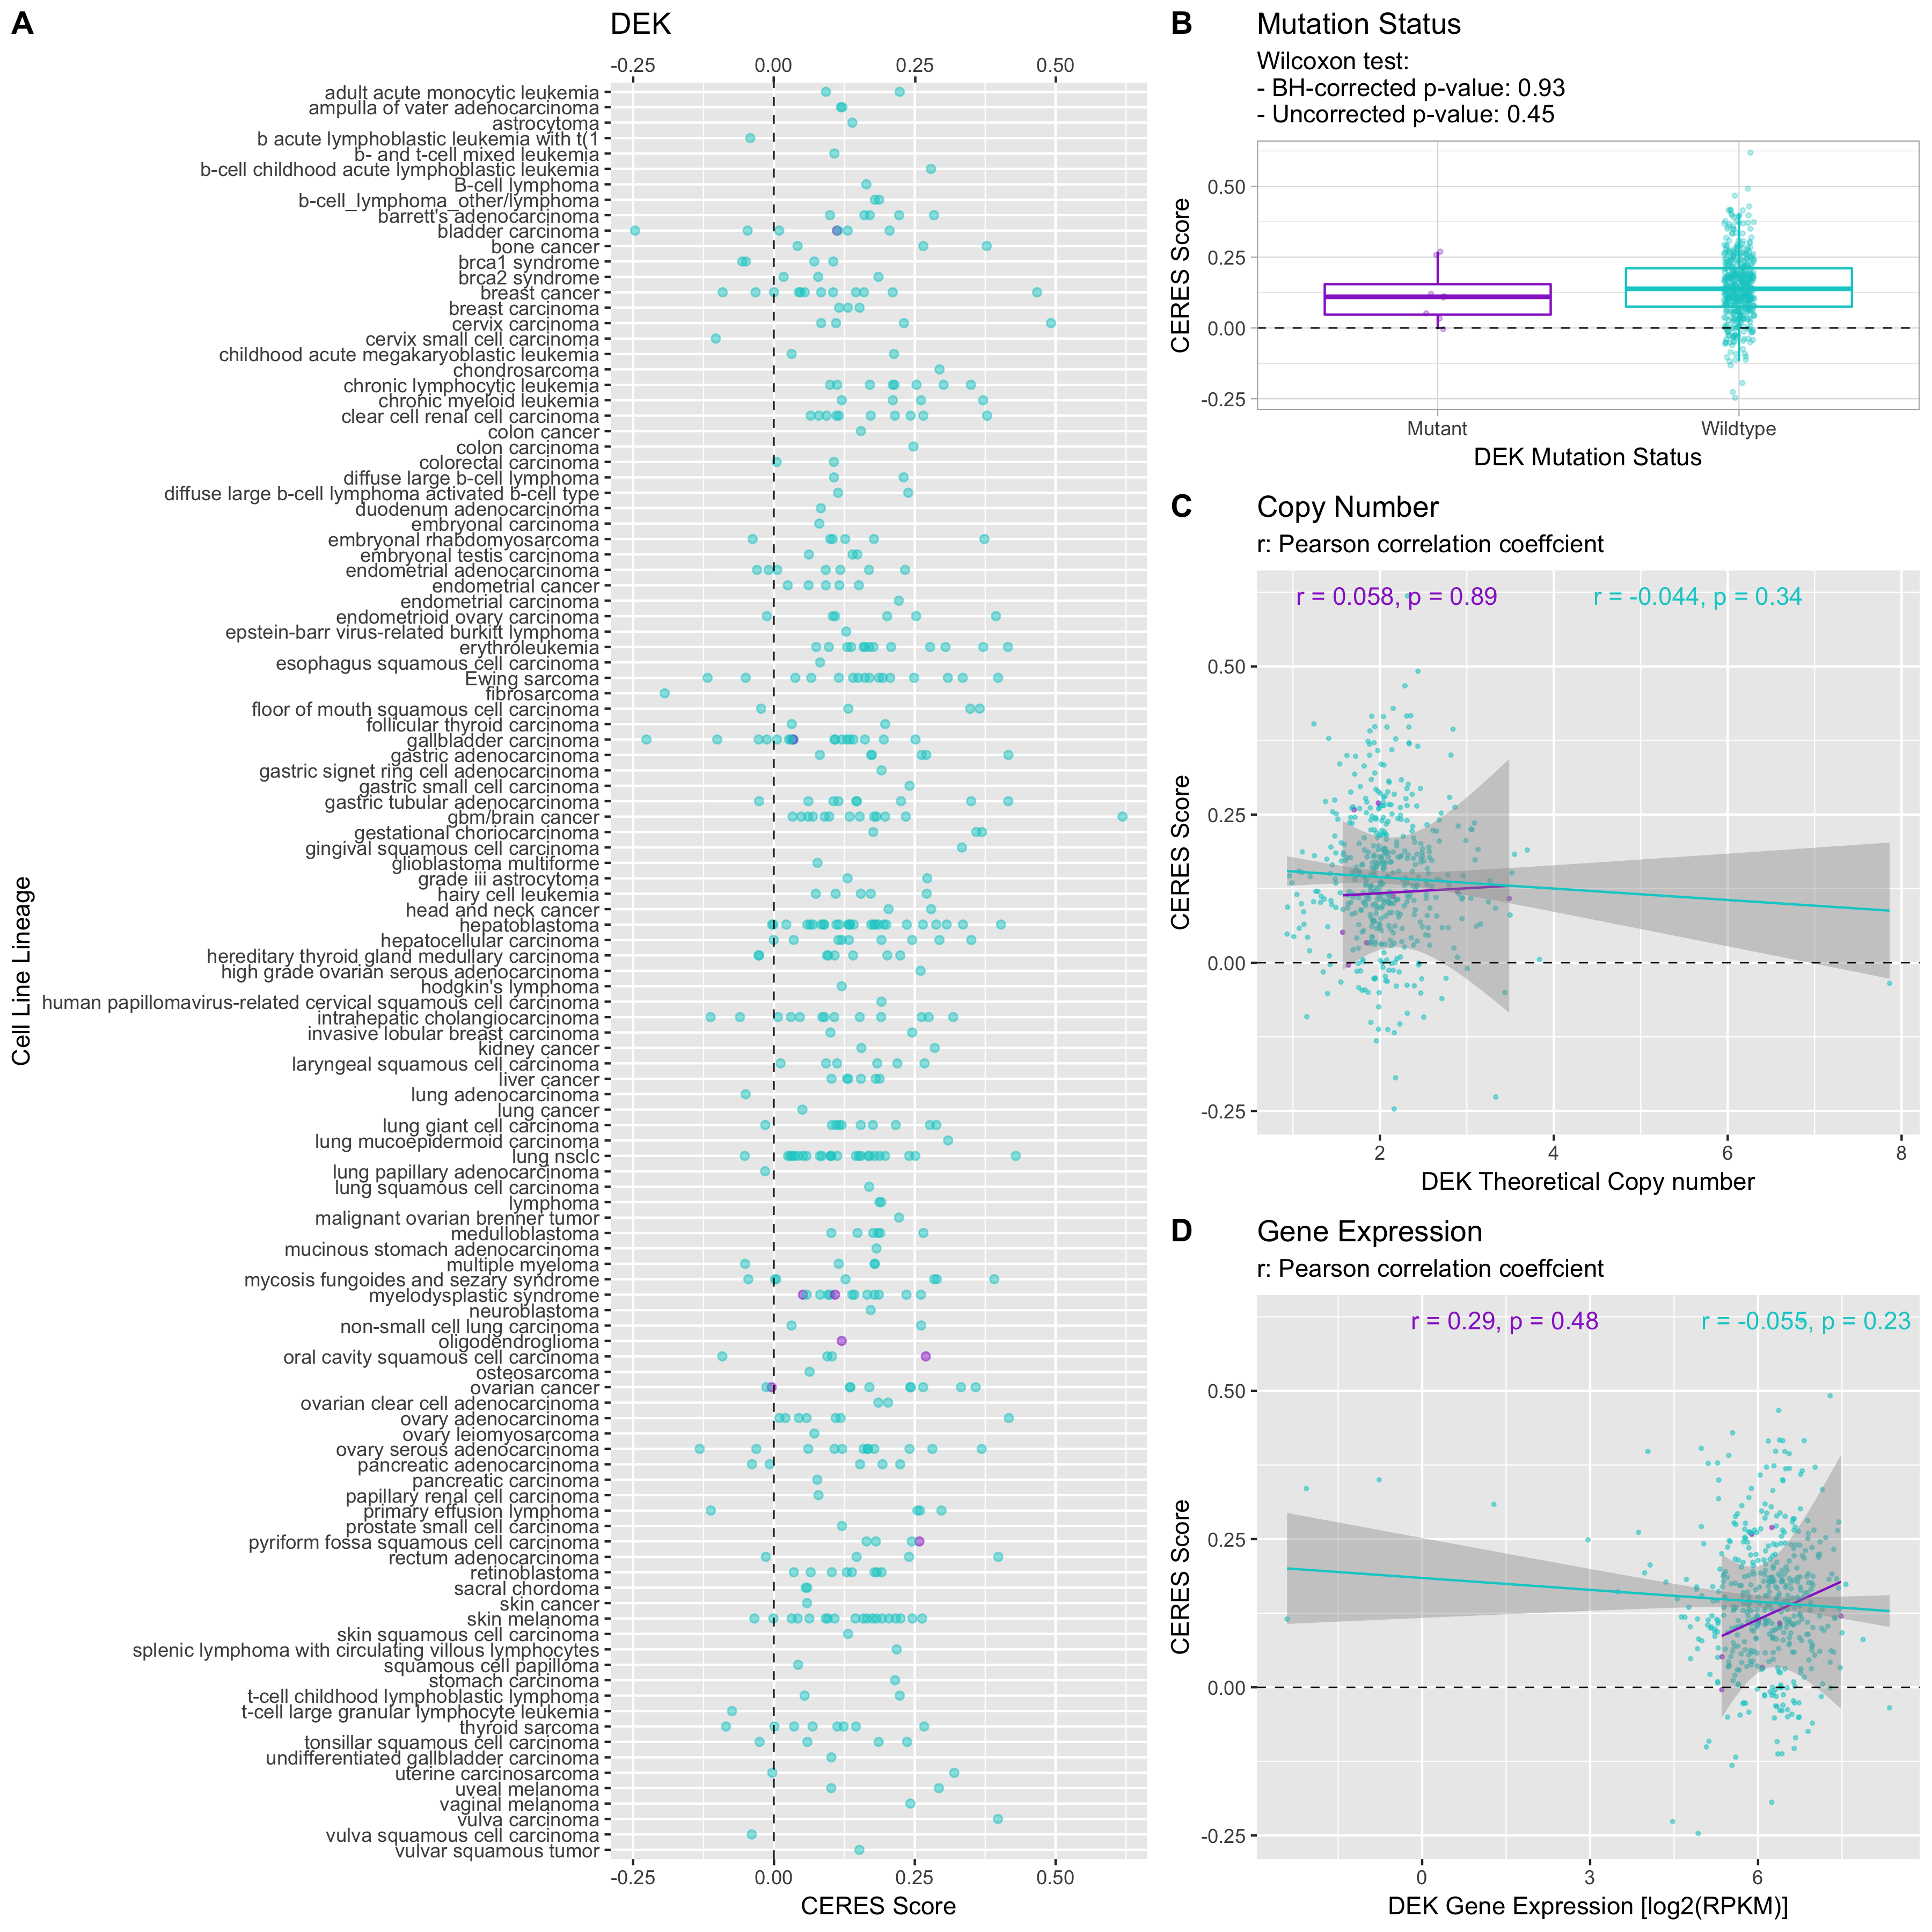 A
DEK
-0.25 0.00 0.25 0.50
Cell Line Lineage
adult acute monocytic leukemia
ampulla of vater adenocarcinoma
astrocytoma
b acute lymphoblastic leukemia with t(1
b- and t-cell mixed leukemia
b-cell childhood acute lymphoblastic leukemia
B-cell lymphoma
b-cell_lymphoma_other/lymphoma
barrett's adenocarcinoma
bladder carcinoma
bone cancer
brca1 syndrome
brca2 syndrome
breast cancer
breast carcinoma
cervix carcinoma
cervix small cell carcinoma
childhood acute megakaryoblastic leukemia
chondrosarcoma
chronic lymphocytic leukemia
chronic myeloid leukemia
clear cell renal cell carcinoma
colon cancer
colon carcinoma
colorectal carcinoma
diffuse large b-cell lymphoma
diffuse large b-cell lymphoma activated b-cell type
duodenum adenocarcinoma
embryonal carcinoma
embryonal rhabdomyosarcoma
embryonal testis carcinoma
endometrial adenocarcinoma
endometrial cancer
endometrial carcinoma
endometrioid ovary carcinoma
epstein-barr virus-related burkitt lymphoma
erythroleukemia
esophagus squamous cell carcinoma
Ewing sarcoma
fibrosarcoma
floor of mouth squamous cell carcinoma
follicular thyroid carcinoma
gallbladder carcinoma
gastric adenocarcinoma
gastric signet ring cell adenocarcinoma
gastric small cell carcinoma
gastric tubular adenocarcinoma
gbm/brain cancer
gestational choriocarcinoma
gingival squamous cell carcinoma
glioblastoma multiforme
grade iii astrocytoma
hairy cell leukemia
head and neck cancer
hepatoblastoma
hepatocellular carcinoma
hereditary thyroid gland medullary carcinoma
high grade ovarian serous adenocarcinoma
hodgkin's lymphoma
human papillomavirus-related cervical squamous cell carcinoma
intrahepatic cholangiocarcinoma
invasive lobular breast carcinoma
kidney cancer
laryngeal squamous cell carcinoma
liver cancer
lung adenocarcinoma
lung cancer
lung giant cell carcinoma
lung mucoepidermoid carcinoma
lung nsclc
lung papillary adenocarcinoma
lung squamous cell carcinoma
lymphoma
malignant ovarian brenner tumor
medulloblastoma
mucinous stomach adenocarcinoma
multiple myeloma
mycosis fungoides and sezary syndrome
myelodysplastic syndrome
neuroblastoma
non-small cell lung carcinoma
oligodendroglioma
oral cavity squamous cell carcinoma
osteosarcoma
ovarian cancer
ovarian clear cell adenocarcinoma
ovary adenocarcinoma
ovary leiomyosarcoma
ovary serous adenocarcinoma
pancreatic adenocarcinoma
pancreatic carcinoma
papillary renal cell carcinoma
primary effusion lymphoma
prostate small cell carcinoma
pyriform fossa squamous cell carcinoma
rectum adenocarcinoma
retinoblastoma
sacral chordoma
skin cancer
skin melanoma
skin squamous cell carcinoma
splenic lymphoma with circulating villous lymphocytes
squamous cell papilloma
stomach carcinoma
t-cell childhood lymphoblastic lymphoma
t-cell large granular lymphocyte leukemia
thyroid sarcoma
tonsillar squamous cell carcinoma
undifferentiated gallbladder carcinoma
uterine carcinosarcoma
uveal melanoma
vaginal melanoma
vulva carcinoma
vulva squamous cell carcinoma
vulvar squamous tumor
-0.25 0.00 0.25 0.50
CERES Score
B
Mutation Status
Wilcoxon test:
- BH-corrected p-value: 0.93
- Uncorrected p-value: 0.45
CERES Score
0.50
0.25
0.00
-0.25
Mutant Wildtype
DEK Mutation Status
C
Copy Number
r: Pearson correlation coeffcient
r = 0.058, p = 0.89 r = -0.044, p = 0.34
CERES Score
0.50
0.25
0.00
-0.25
2 4 6 8
DEK Theoretical Copy number
D
Gene Expression
r: Pearson correlation coeffcient
r = 0.29, p = 0.48 r = -0.055, p = 0.23
CERES Score
0.50
0.25
0.00
-0.25
0 3 6
DEK Gene Expression [log2(RPKM)]